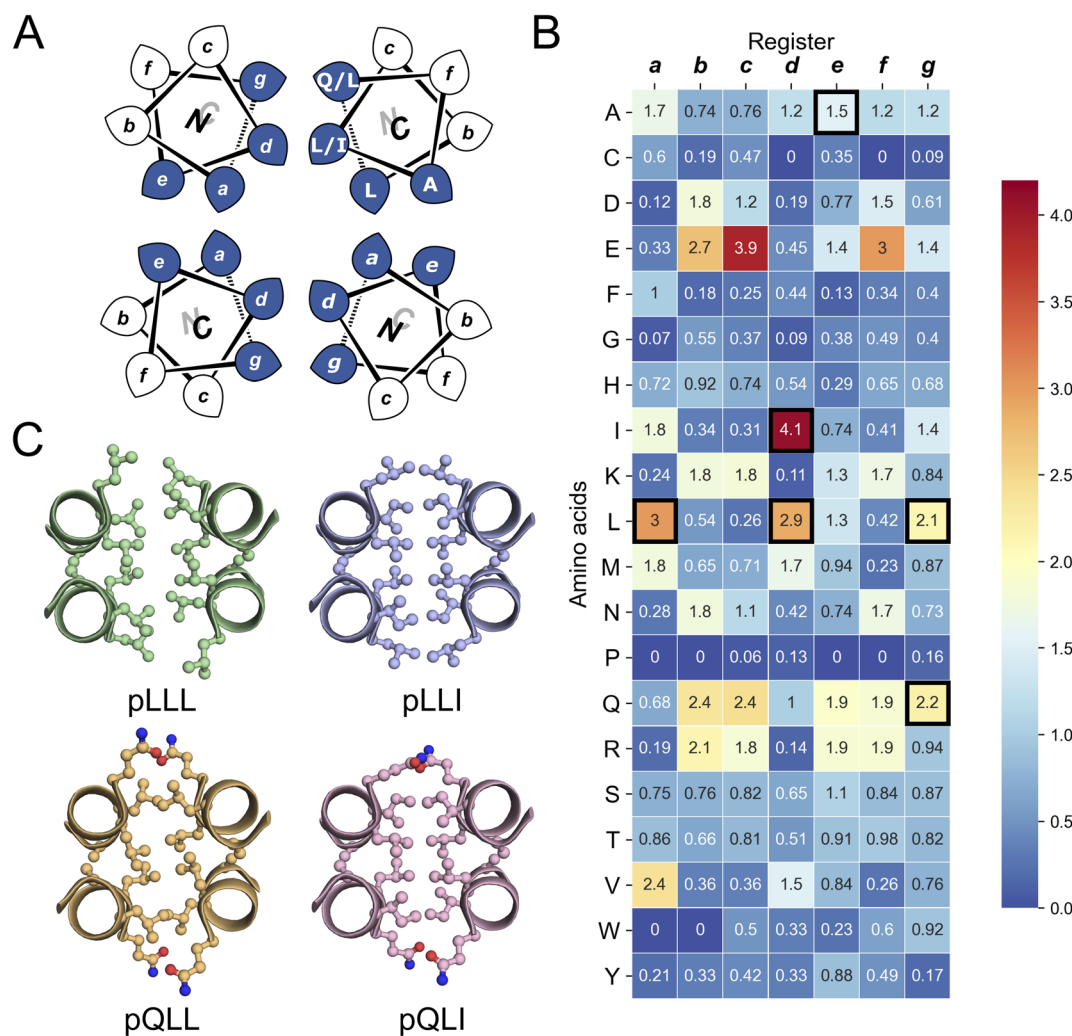 A
c
f
g
b
N
C
d
e
a
c
Q/L
f
L/I
N
C
b
L
A
e
a
b
N
C
d
f
g
c
a
e
d
C
N
b
g
f
c
B
Register
a b c d e f g
Amino acids
A 1.7 0.74 0.76 1.2 1.5 1.2 1.2
C 0.6 0.19 0.47 0 0.35 0 0.09
D 0.12 1.8 1.2 0.19 0.77 1.5 0.61
E 0.33 2.7 3.9 0.45 1.4 3 1.4
F 1 0.18 0.25 0.44 0.13 0.34 0.4
G 0.07 0.55 0.37 0.09 0.38 0.49 0.4
H 0.72 0.92 0.74 0.54 0.29 0.65 0.68
I 1.8 0.34 0.31 4.1 0.74 0.41 1.4
K 0.24 1.8 1.8 0.11 1.3 1.7 0.84
L 3 0.54 0.26 2.9 1.3 0.42 2.1
M 1.8 0.65 0.71 1.7 0.94 0.23 0.87
N 0.28 1.8 1.1 0.42 0.74 1.7 0.73
P 0 0 0.06 0.13 0 0 0.16
Q 0.68 2.4 2.4 1 1.9 1.9 2.2
R 0.19 2.1 1.8 0.14 1.9 1.9 0.94
S 0.75 0.76 0.82 0.65 1.1 0.84 0.87
T 0.86 0.66 0.81 0.51 0.91 0.98 0.82
V 2.4 0.36 0.36 1.5 0.84 0.26 0.76
W 0 0 0.5 0.33 0.23 0.6 0.92
Y 0.21 0.33 0.42 0.33 0.88 0.49 0.17
4.0
3.5
3.0
2.5
2.0
1.5
1.0
0.5
0.0
C
pLLL
pLLI
pQLL
pQLI